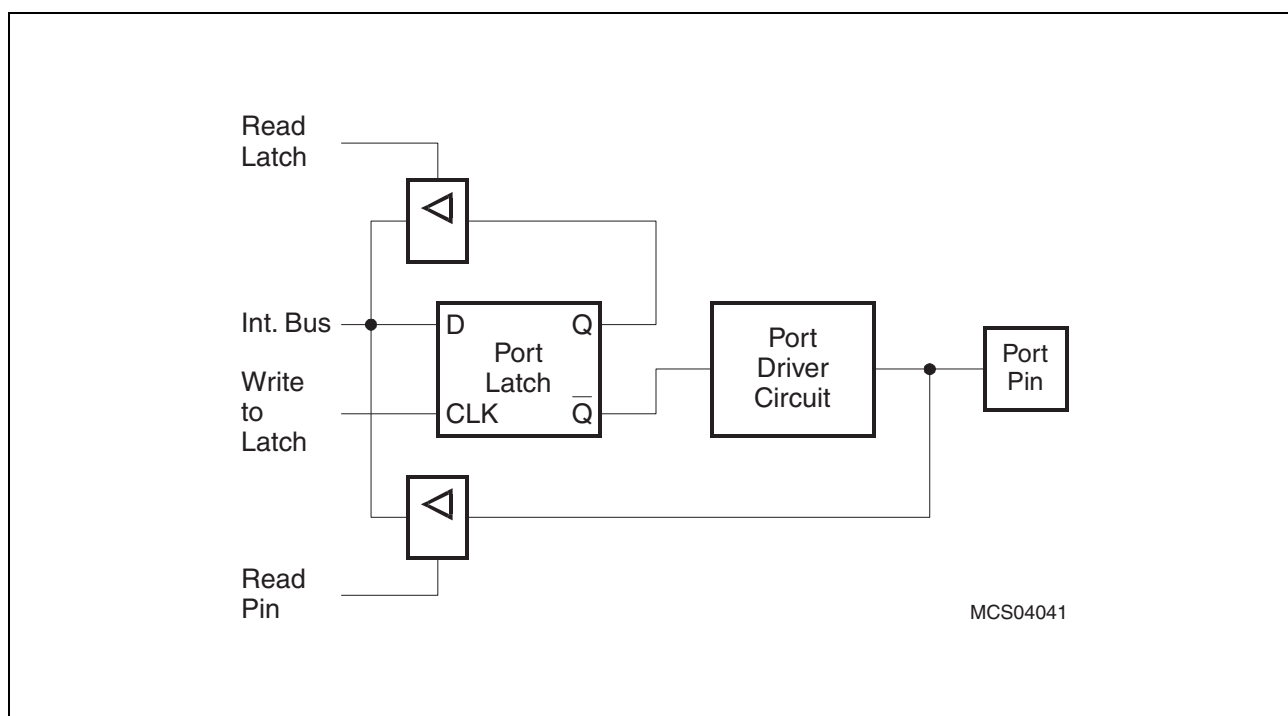 Read
Latch
Int. Bus
D
Q
Port
Latch
Port
Driver
Circuit
Port
Pin
Write
to
Latch
CLK
Q̅
Read
Pin
MCS04041